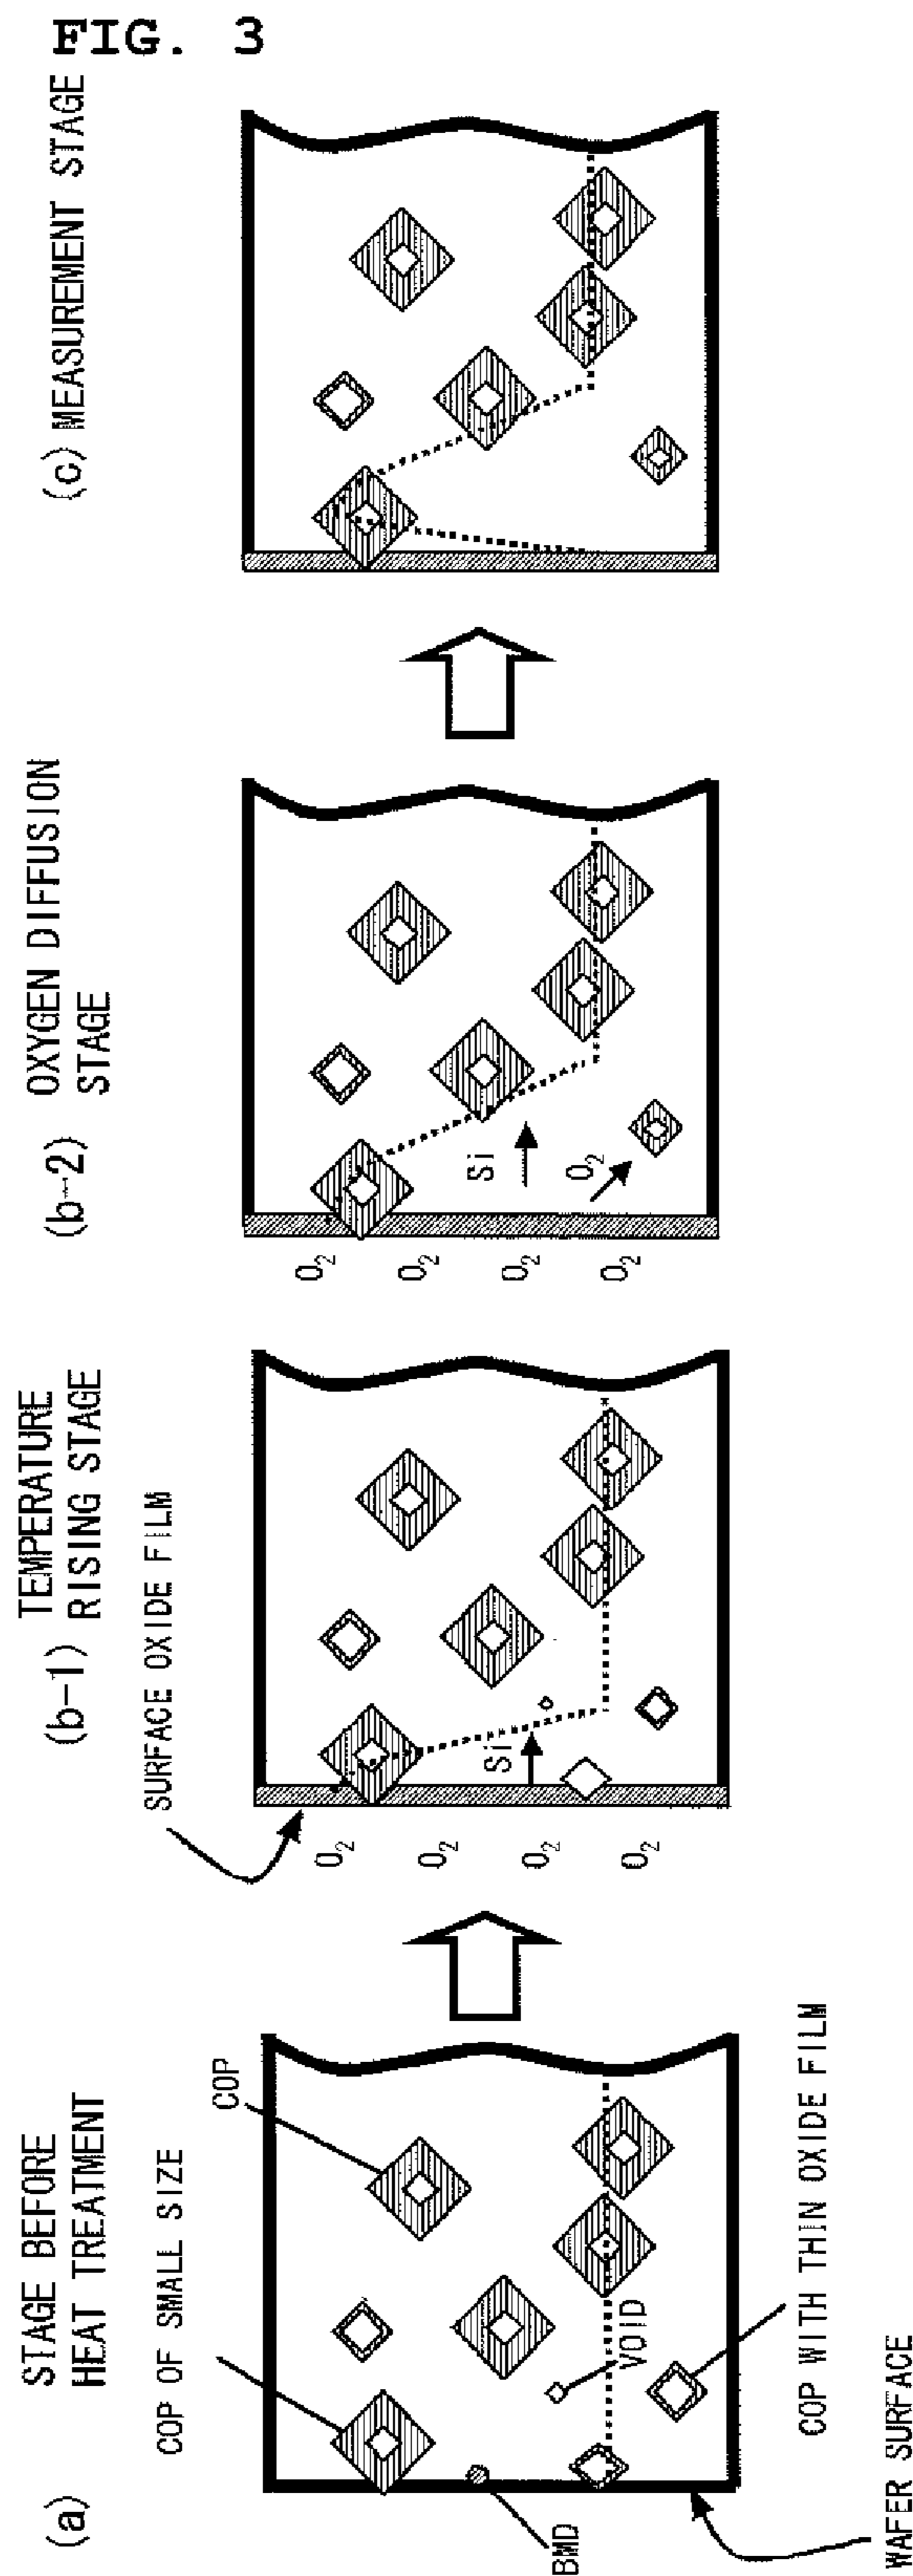 FIG. 3
(a) STAGE BEFORE
HEAT TREATMENT
COP OF SMALL SIZE
COP
BMD
VOID
COP WITH THIN OXIDE FILM
WAFER SURFACE
(b-1) TEMPERATURE
RISING STAGE
SURFACE OXIDE FILM
O2
O2
O2
O2
Si
(b-2) OXYGEN DIFFUSION
STAGE
O2
O2
O2
O2
Si
O2
(c) MEASUREMENT STAGE